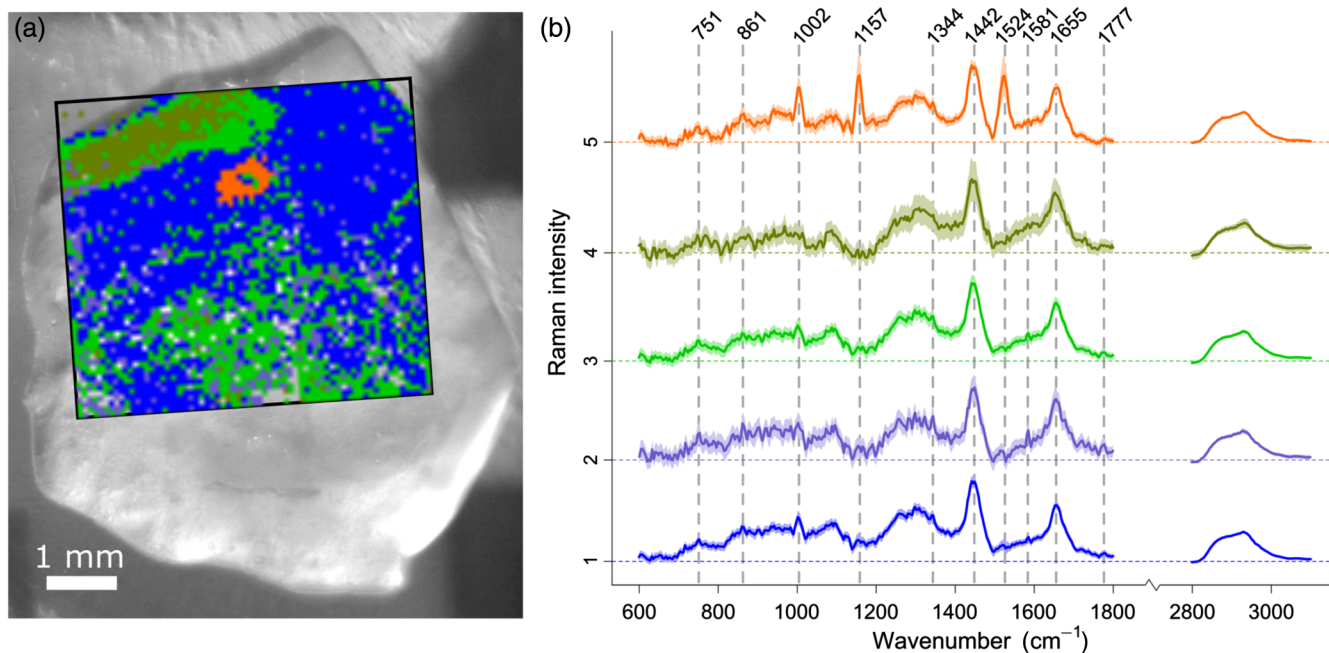 (a)
1 mm
(b)
751 861 1002 1157 1344 1442 1524 1581 1655 1777
5
4
3
2
1
Raman intensity
600 800 1000 1200 1400 1600 1800 2800 3000
Wavenumber (cm⁻¹)